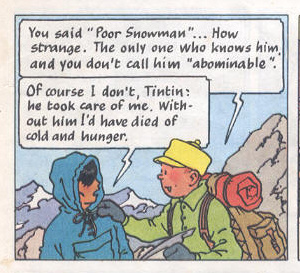 You said "Poor Snowman"... How
strange. The only one who knows him,
and you don't call him "abominable".
Of course I don't, Tintin:
he took care of me. With-
out him I'd have died of
cold and hunger.